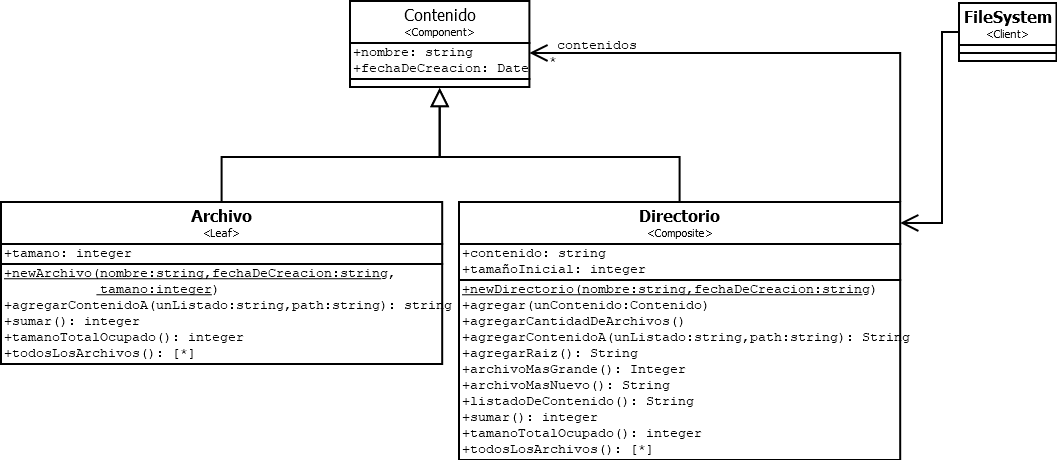 Contenido
<Component>
+nombre: string
+fechaDeCreacion: Date
contenidos
*
FileSystem
<Client>
Archivo
<Leaf>
+tamano: integer
+newArchivo(nombre:string,fechaDeCreacion:string,
tamano:integer)
+agregarContenidoA(unListado:string,path:string): string
+sumar(): integer
+tamanoTotalOcupado(): integer
+todosLosArchivos(): [*]
Directorio
<Composite>
+contenido: string
+tamañoInicial: integer
+newDirectorio(nombre:string,fechaDeCreacion:string)
+agregar(unContenido:Contenido)
+agregarCantidadDeArchivos()
+agregarContenidoA(unListado:string,path:string): String
+agregarRaiz(): String
+archivoMasGrande(): Integer
+archivoMasNuevo(): String
+listadoDeContenido(): String
+sumar(): integer
+tamanoTotalOcupado(): integer
+todosLosArchivos(): [*]